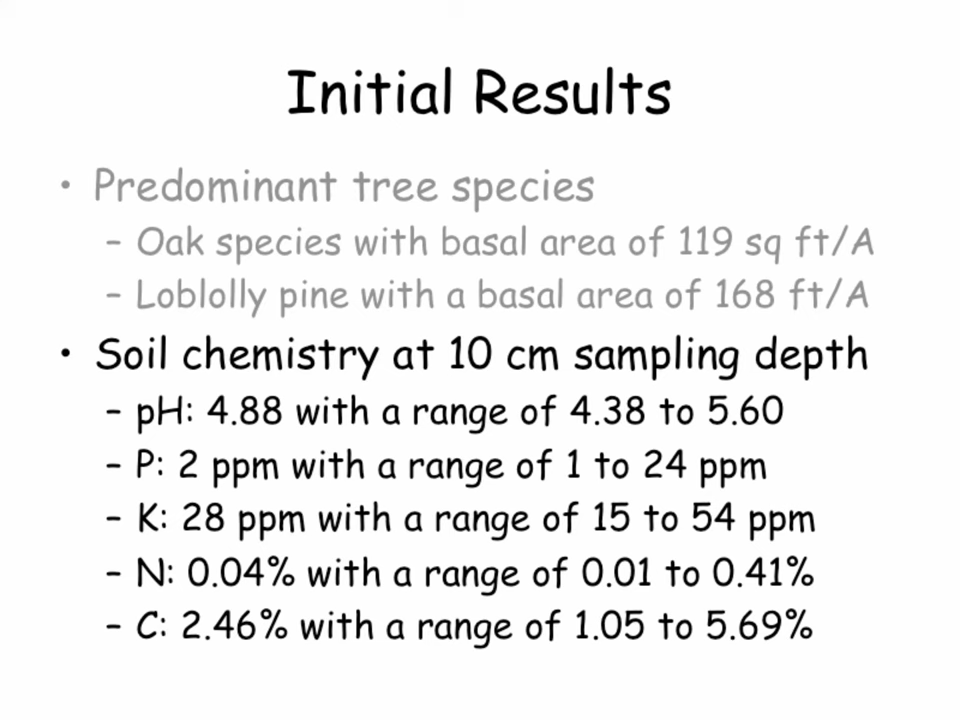 Initial Results
• Predominant tree species
– Oak species with basal area of 119 sq ft/A
– Loblolly pine with a basal area of 168 ft/A
• Soil chemistry at 10 cm sampling depth
– pH: 4.88 with a range of 4.38 to 5.60
– P: 2 ppm with a range of 1 to 24 ppm
– K: 28 ppm with a range of 15 to 54 ppm
– N: 0.04% with a range of 0.01 to 0.41%
– C: 2.46% with a range of 1.05 to 5.69%